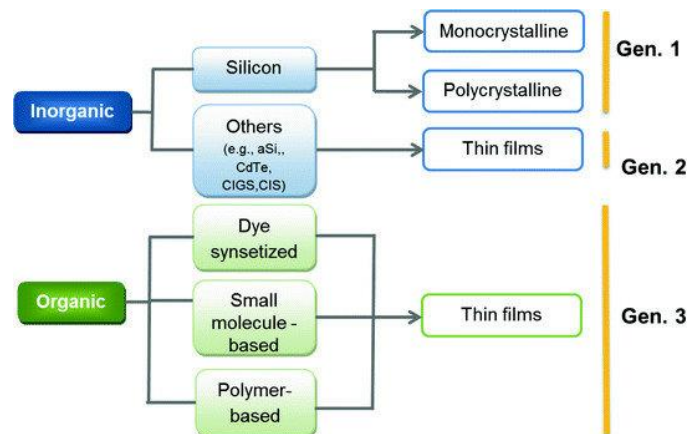 Inorganic
Silicon
Monocrystalline
Polycrystalline
Gen. 1
Others
(e.g., aSi,,
CdTe,
CIGS,CIS)
Thin films
Gen. 2
Organic
Dye
synsetized
Small
molecule -
based
Polymer-
based
Thin films
Gen. 3